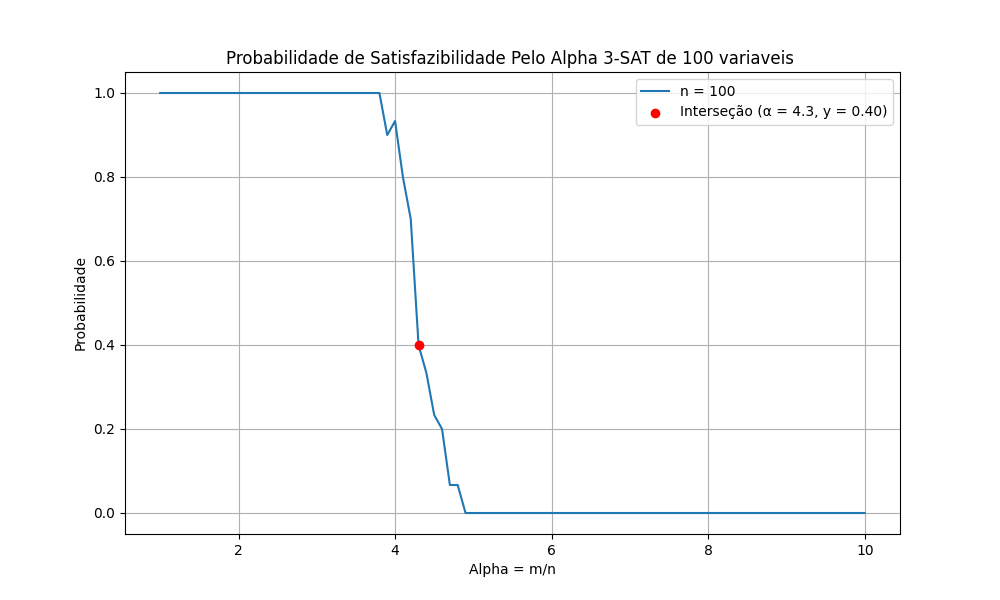 Probabilidade de Satisfazibilidade Pelo Alpha 3-SAT de 100 variaveis
n = 100
Interseção (α = 4.3, y = 0.40)
Probabilidade
1.0
0.8
0.6
0.4
0.2
0.0
2 4 6 8 10
Alpha = m/n